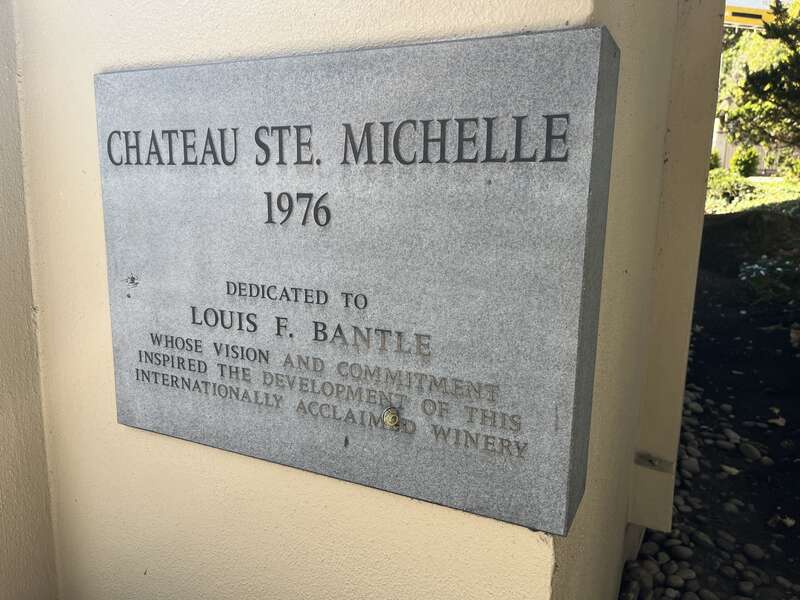 CHATEAU STE. MICHELLE
1976
DEDICATED TO
LOUIS F. BANTLE
WHOSE VISION AND COMMITMENT
INSPIRED THE DEVELOPMENT OF THIS
INTERNATIONALLY ACCLAIMED WINERY